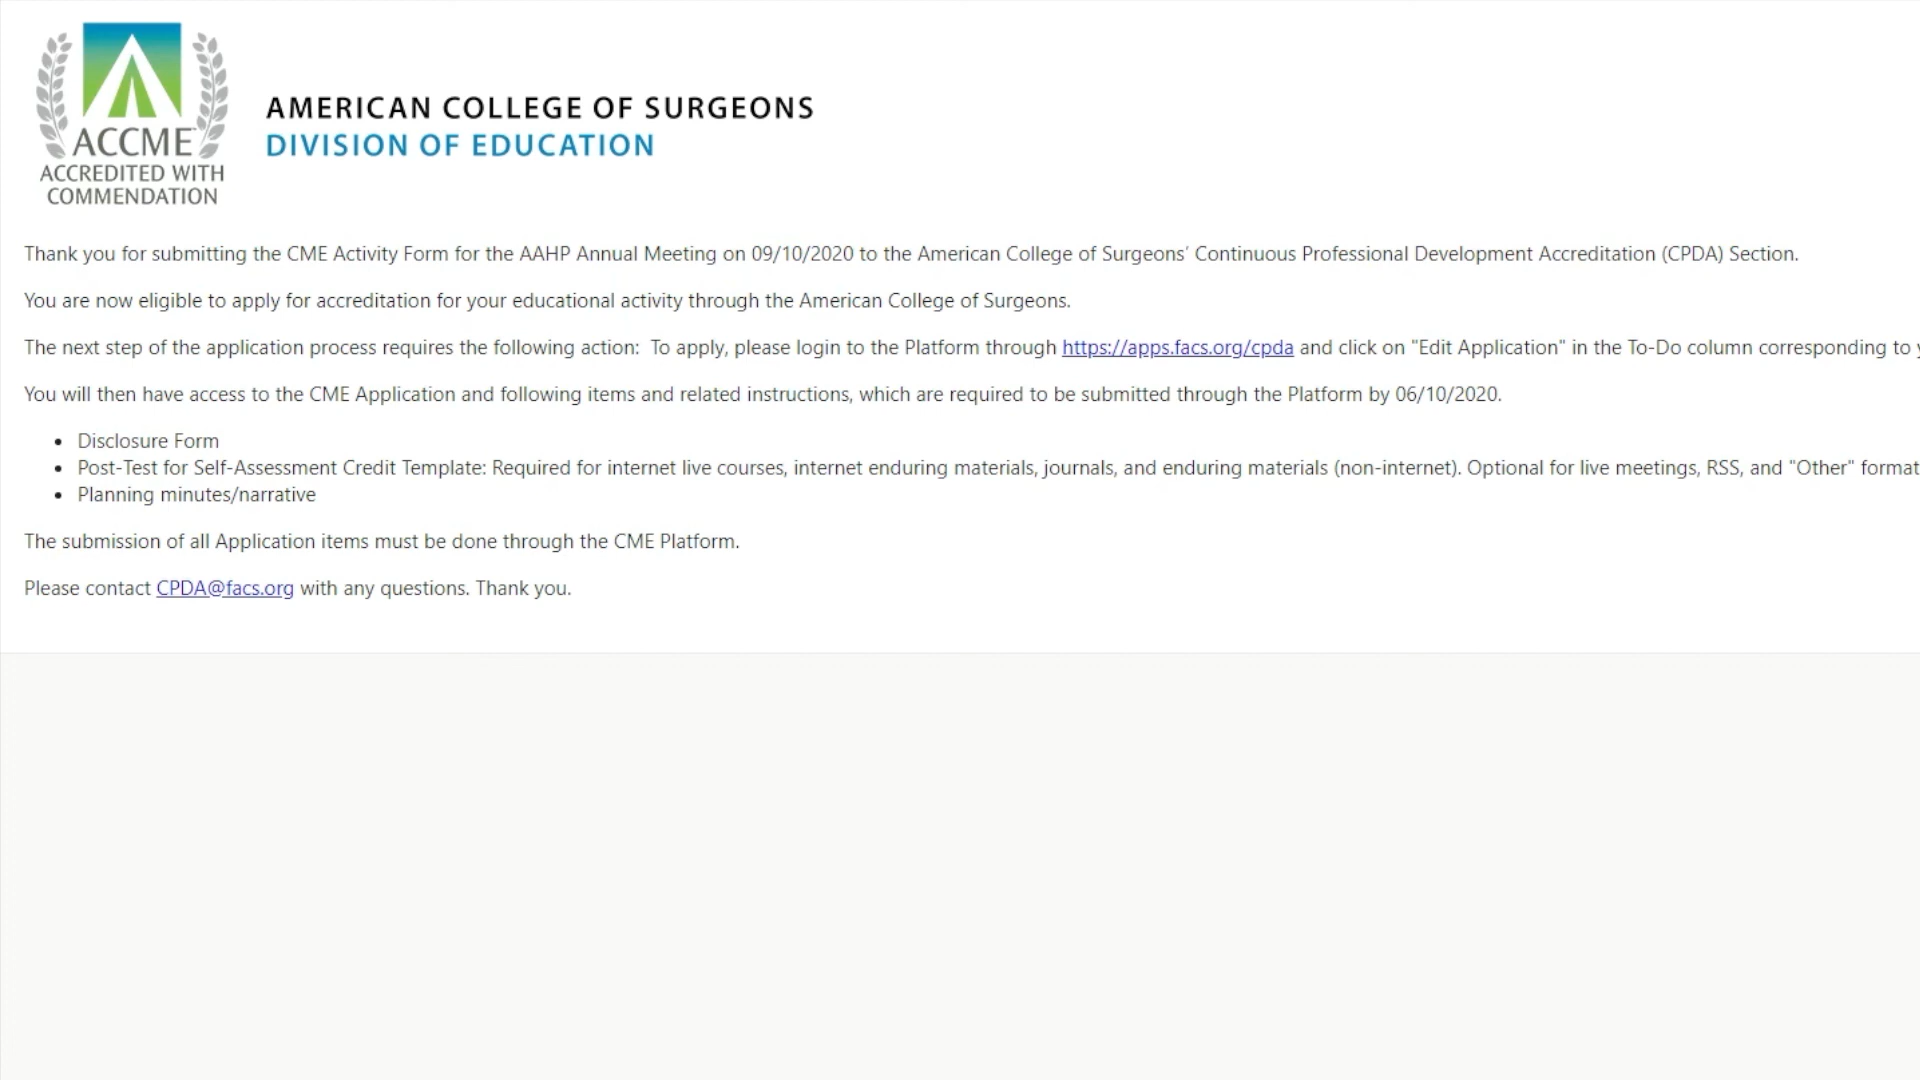 ACCME
ACCREDITED WITH
COMMENDATION
AMERICAN COLLEGE OF SURGEONS
DIVISION OF EDUCATION
Thank you for submitting the CME Activity Form for the AAHP Annual Meeting on 09/10/2020 to the American College of Surgeons' Continuous Professional Development Accreditation (CPDA) Section.
You are now eligible to apply for accreditation for your educational activity through the American College of Surgeons.
The next step of the application process requires the following action:  To apply, please login to the Platform through https://apps.facs.org/cpda and click on "Edit Application" in the To-Do column corresponding to
You will then have access to the CME Application and following items and related instructions, which are required to be submitted through the Platform by 06/10/2020.
• Disclosure Form
• Post-Test for Self-Assessment Credit Template: Required for internet live courses, internet enduring materials, journals, and enduring materials (non-internet). Optional for live meetings, RSS, and "Other" format
• Planning minutes/narrative
The submission of all Application items must be done through the CME Platform.
Please contact CPDA@facs.org with any questions. Thank you.